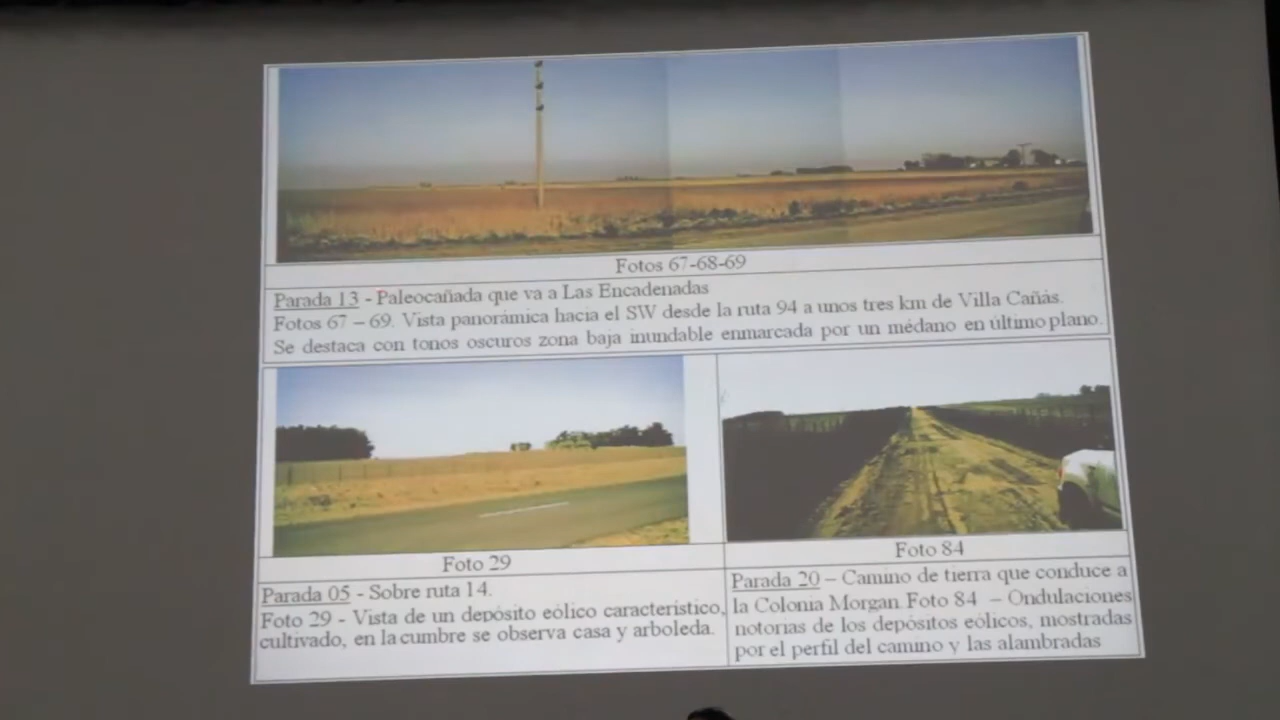 Fotos 67-68-69
Parada 13 - Paleocañada que va a Las Encadenadas
Fotos 67 – 69. Vista panorámica hacia el SW desde la ruta 94 a unos tres km de Villa Cañás.
Se destaca con tonos oscuros zona baja inundable enmarcada por un médano en último plano.
Foto 29
Parada 05 - Sobre ruta 14.
Foto 29 - Vista de un depósito eólico característico,
cultivado, en la cumbre se observa casa y arboleda.
Foto 84
Parada 20 – Camino de tierra que conduce a
la Colonia Morgan. Foto 84 – Ondulaciones
notorias de los depósitos eólicos, mostradas
por el perfil del camino y las alambradas